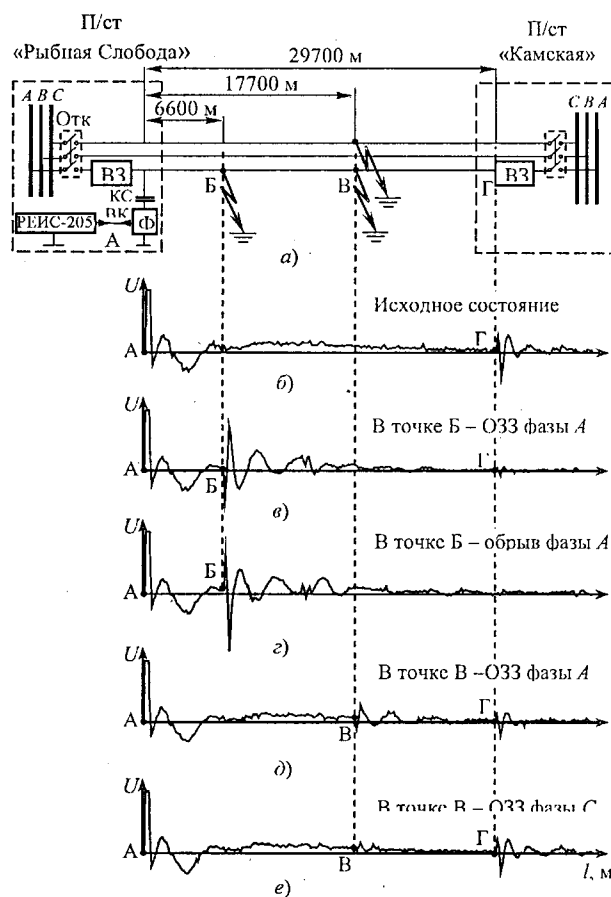 П/ст
«Рыбная Слобода»
П/ст
«Камская»
29700 м
17700 м
6600 м
А В С
Отк
С В А
ВЗ
Б
В
Г
ВЗ
КС
ВК
РЕИС-205
Ф
А
а)
U
Исходное состояние
А
Г
б)
U
В точке Б – ОЗЗ фазы А
А
Б
Г
в)
U
В точке Б – обрыв фазы А
Б
А
г)
U
В точке В –ОЗЗ фазы А
А
В
Г
д)
U
В точке В – ОЗЗ фазы С
А
В
Г
l, м
е)